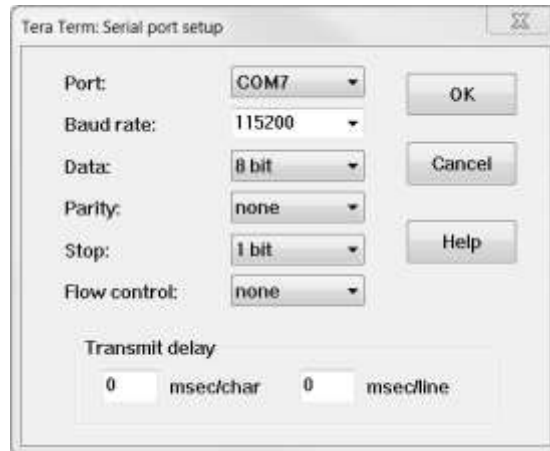 Tera Term: Serial port setup
Port: COM7
OK
Baud rate: 115200
Data: 8 bit
Cancel
Parity: none
Stop: 1 bit
Help
Flow control: none
Transmit delay
0 msec/char 0 msec/line